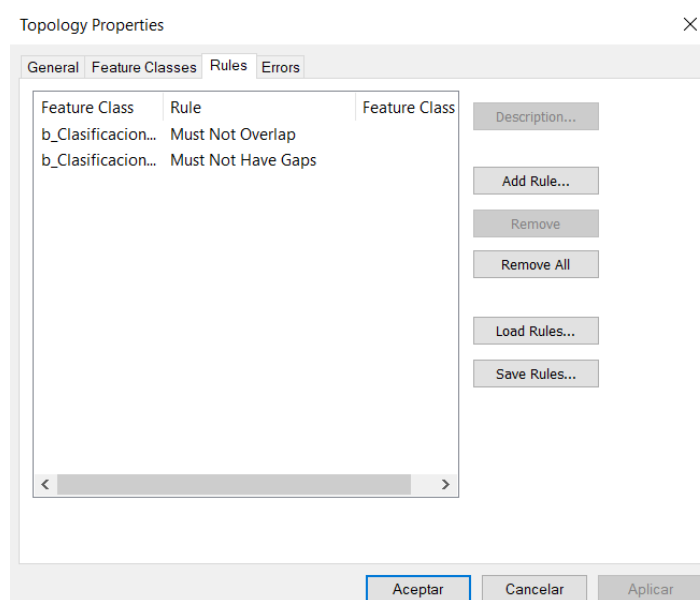 Topology Properties
General Feature Classes Rules Errors
Feature Class Rule Feature Class
b_Clasificacion... Must Not Overlap
b_Clasificacion... Must Not Have Gaps
Description...
Add Rule...
Remove
Remove All
Load Rules...
Save Rules...
Aceptar Cancelar Aplicar